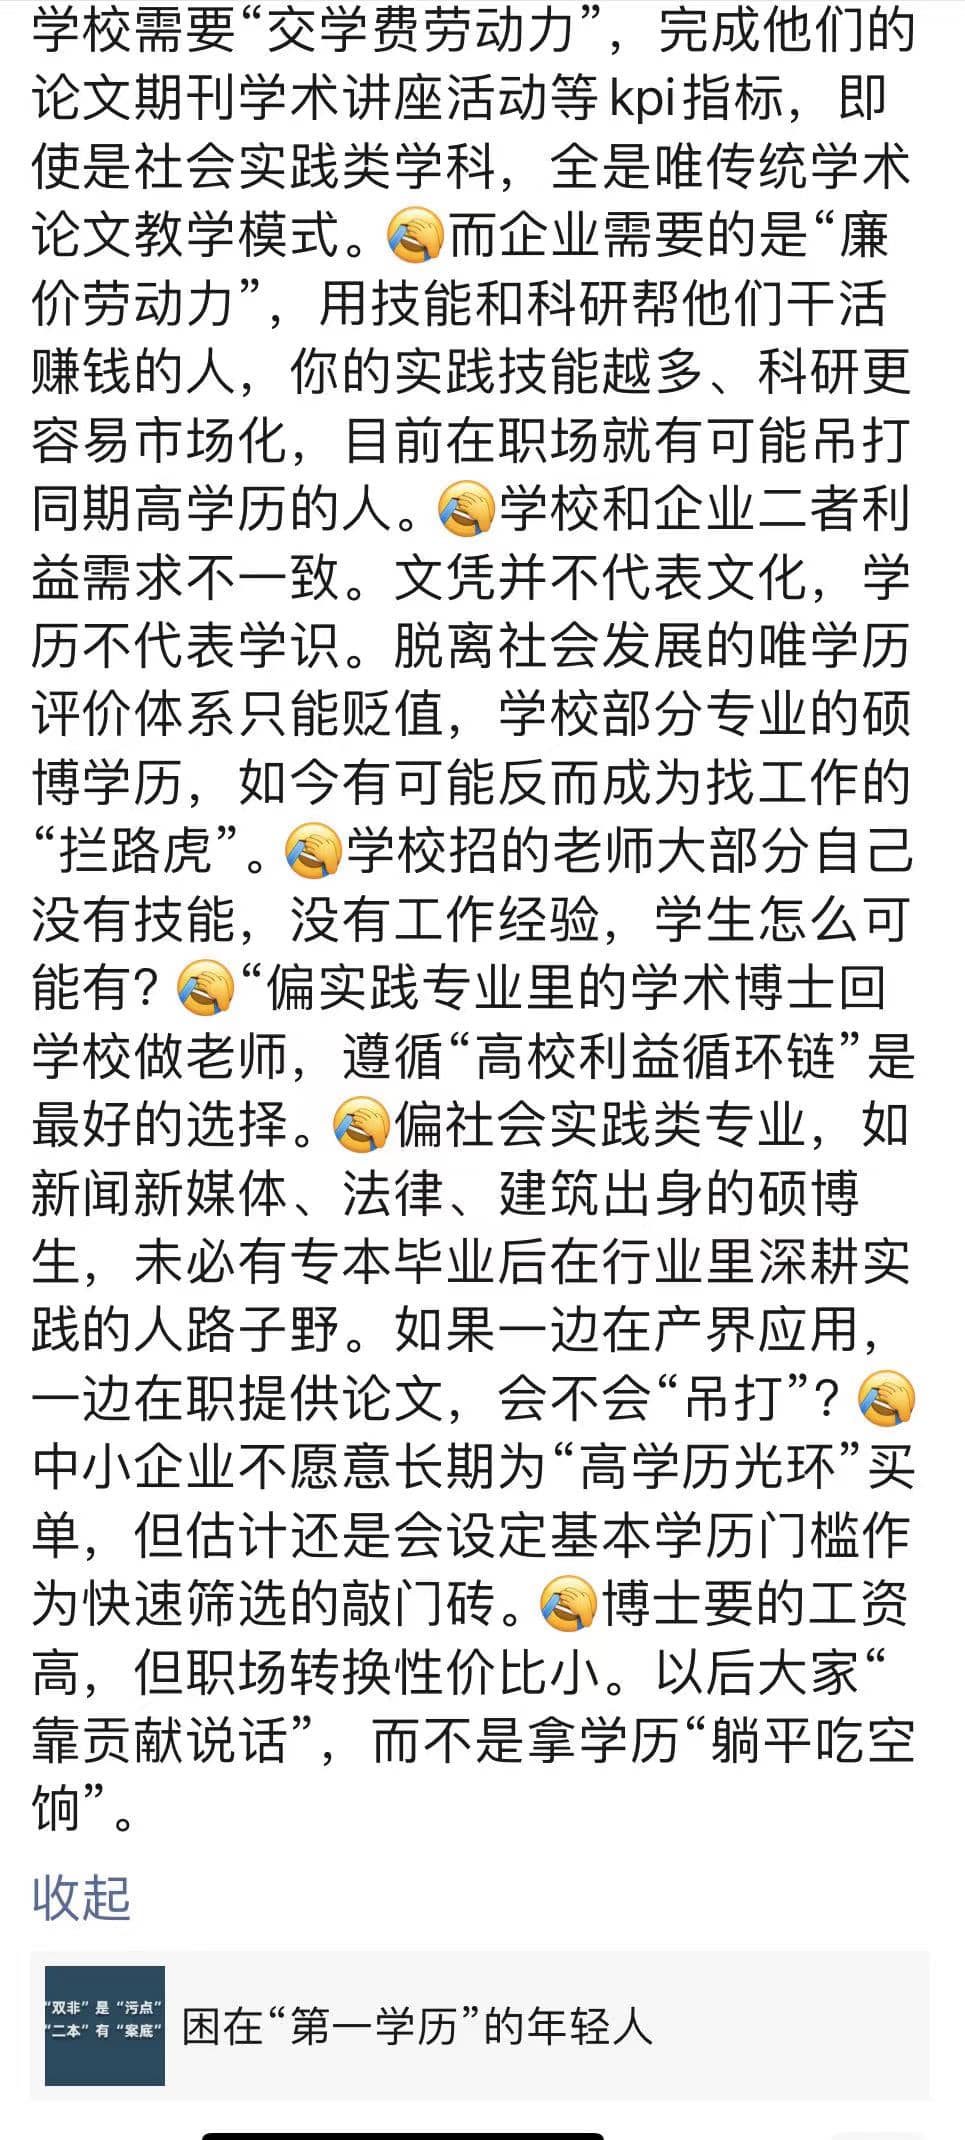 学校需要“交学费劳动力”，完成他们的
论文期刊学术讲座活动等kpi指标，即
使是社会实践类学科，全是唯传统学术
论文教学模式。🤦而企业需要的是“廉
价劳动力”，用技能和科研帮他们干活
赚钱的人，你的实践技能越多、科研更
容易市场化，目前在职场就有可能吊打
同期高学历的人。🤦学校和企业二者利
益需求不一致。文凭并不代表文化，学
历不代表学识。脱离社会发展的唯学历
评价体系只能贬值，学校部分专业的硕
博学历，如今有可能反而成为找工作的
“拦路虎”。🤦学校招的老师大部分自己
没有技能，没有工作经验，学生怎么可
能有？🤦“偏实践专业里的学术博士回
学校做老师，遵循“高校利益循环链”是
最好的选择。🤦偏社会实践类专业，如
新闻新媒体、法律、建筑出身的硕博
生，未必有专本毕业后在行业里深耕实
践的人路子野。如果一边在产界应用，
一边在职提供论文，会不会“吊打”？🤦
中小企业不愿意长期为“高学历光环”买
单，但估计还是会设定基本学历门槛作
为快速筛选的敲门砖。🤦博士要的工资
高，但职场转换性价比小。以后大家“
靠贡献说话”，而不是拿学历“躺平吃空
饷”。
收起
“双非”是“污点”
“二本”有“案底”
困在“第一学历”的年轻人